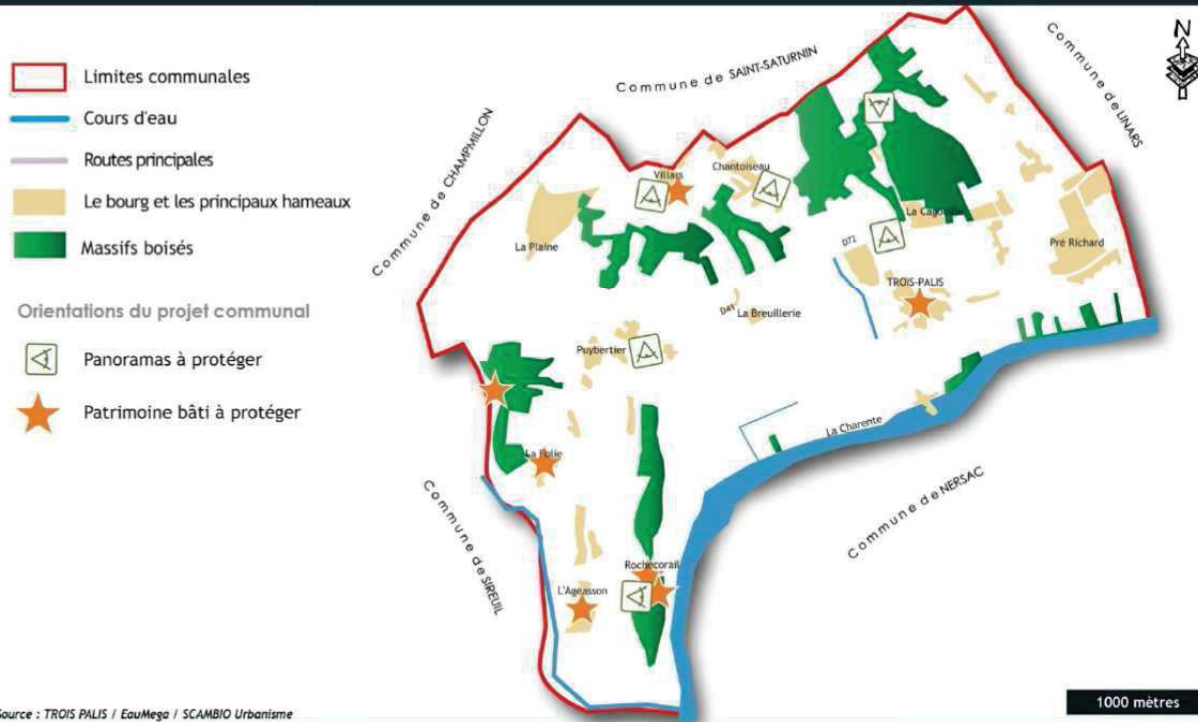 Limites communales
Cours d'eau
Routes principales
Le bourg et les principaux hameaux
Massifs boisés
Orientations du projet communal
Panoramas à protéger
Patrimoine bâti à protéger
N
Commune de SAINT-SATURNIN
Commune de LINARS
Commune de CHAMPMILLON
Villars
Chantoiseau
La Plaine
La
D72
Pré Richard
TROIS-PALIS
D41
La Breuillerie
Puybertier
La Charente
La Folie
Commune de NERSAC
Commune de SIREUIL
Rochecorail
L'Ageasson
Source : TROIS PALIS / EauMega / SCAMBIO Urbanisme
1000 mètres